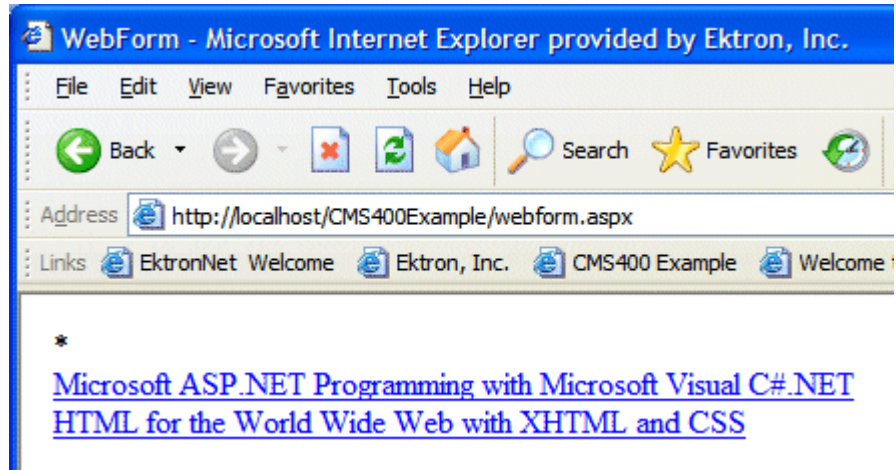 WebForm - Microsoft Internet Explorer provided by Ektron, Inc.
File Edit View Favorites Tools Help
Back Search Favorites
Address http://localhost/CMS400Example/webform.aspx
Links EktronNet Welcome Ektron, Inc. CMS400 Example Welcome
*
Microsoft ASP.NET Programming with Microsoft Visual C#.NET
HTML for the World Wide Web with XHTML and CSS